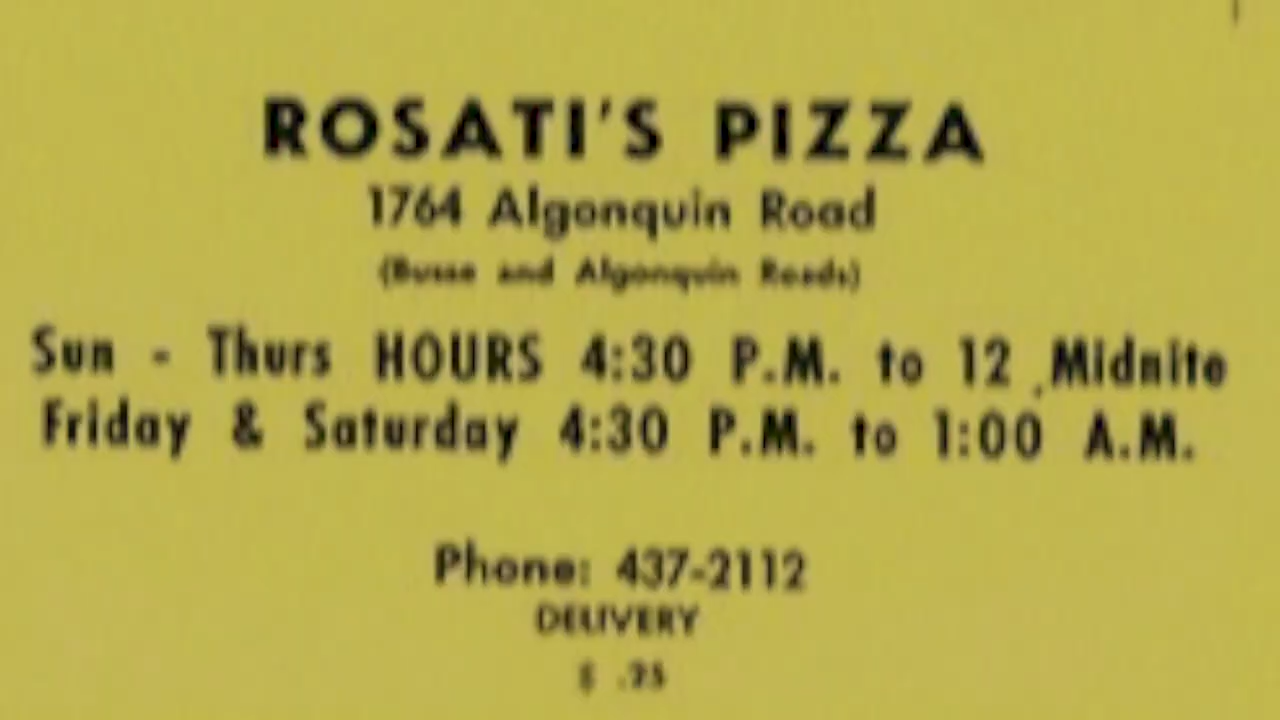 ROSATI'S PIZZA
1764 Algonquin Road
(Busse and Algonquin Roads)
Sun - Thurs HOURS 4:30 P.M. to 12 Midnite
Friday & Saturday 4:30 P.M. to 1:00 A.M.
Phone: 437-2112
DELIVERY
$ .25